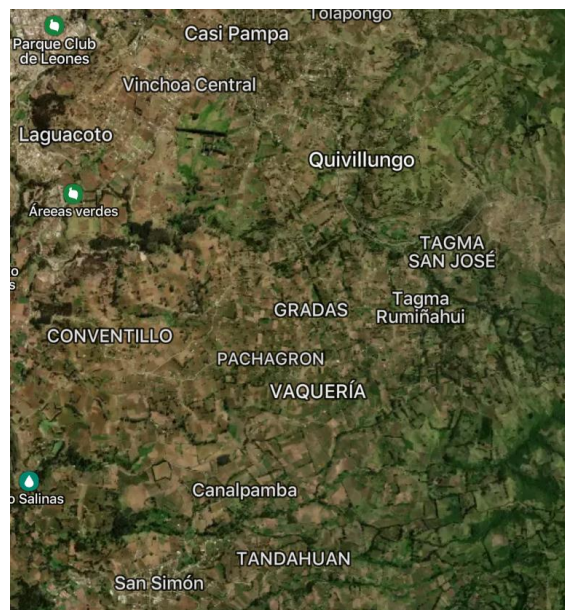 Tolapongo
Casi Pampa
Parque Club
de Leones
Vinchoa Central
Laguacoto
Quivillungo
Áreeas verdes
TAGMA
SAN JOSÉ
Tagma
Rumiñahui
GRADAS
CONVENTILLO
PACHAGRON
VAQUERÍA
Canalpamba
o Salinas
TANDAHUAN
San Simón